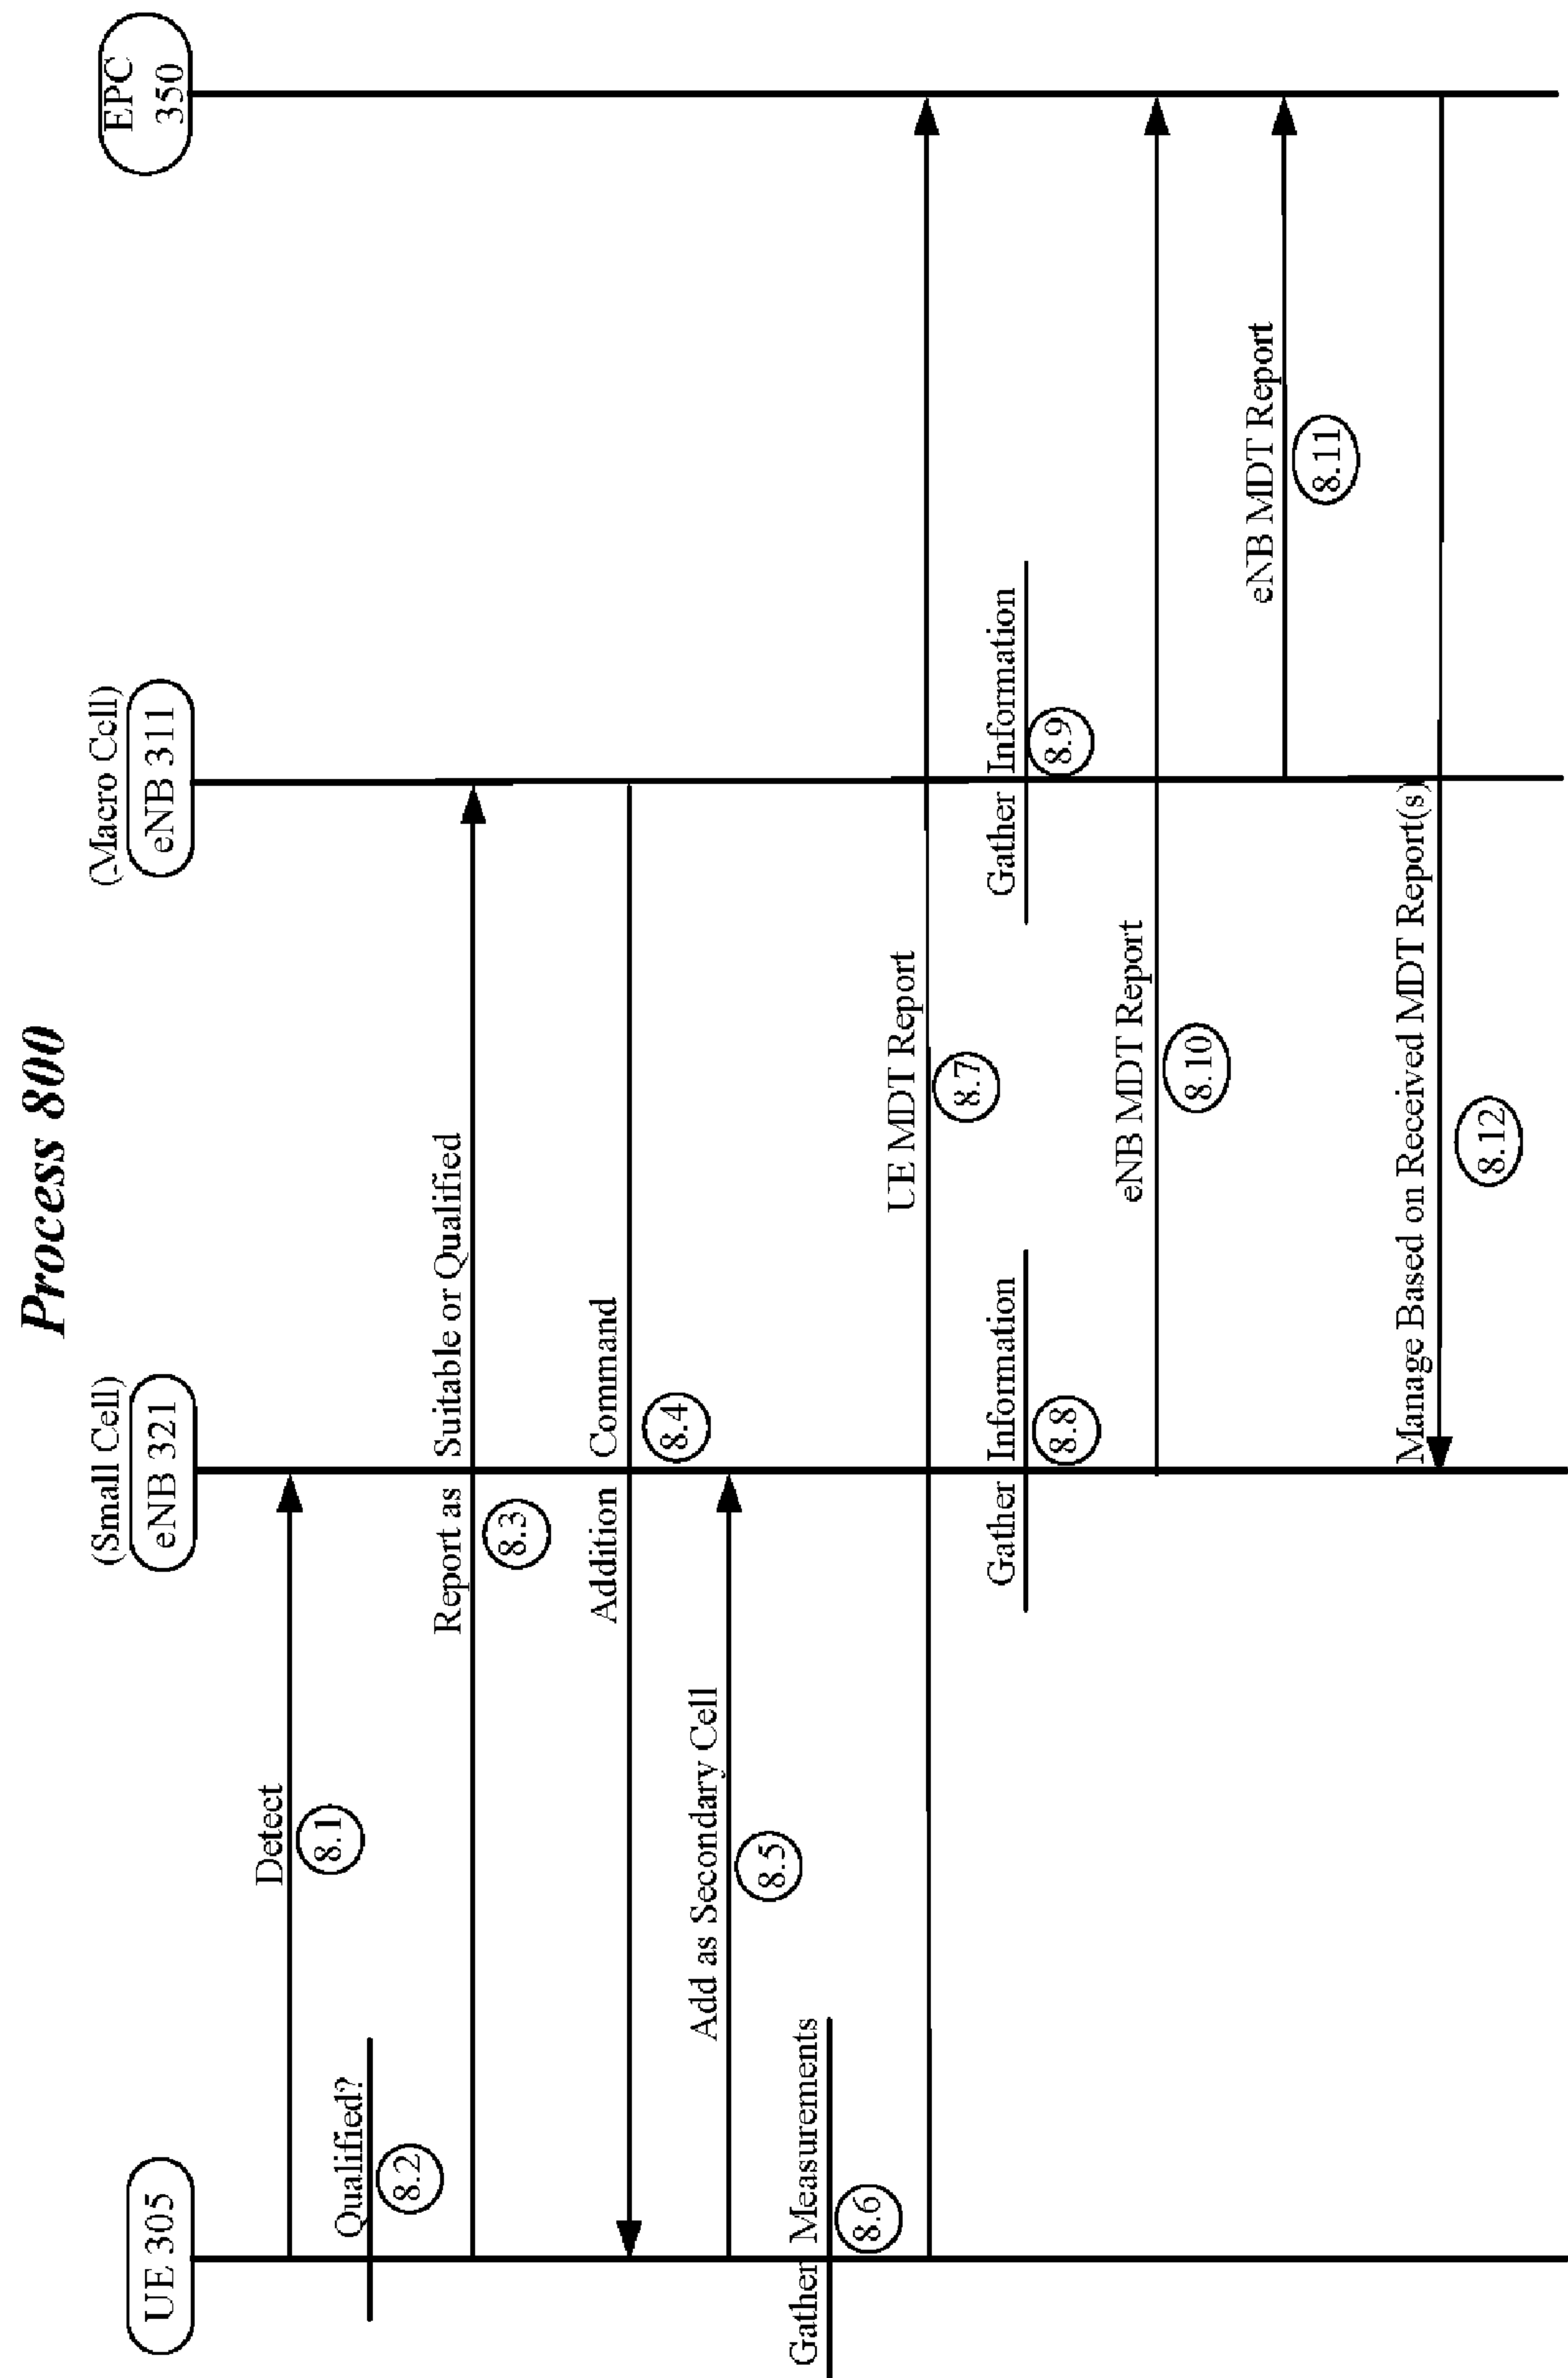 Process 800
UE 305
(Small Cell)
eNB 321
(Macro Cell)
eNB 311
EPC
350
Detect
8.1
Qualified?
8.2
Report as Suitable or Qualified
8.3
Addition Command
8.4
Add as Secondary Cell
8.5
Gather Measurements
8.6
UE MDT Report
8.7
Gather Information
8.8
Gather Information
8.9
eNB MDT Report
8.10
eNB MDT Report
8.11
Manage Based on Received MDT Report(s)
8.12